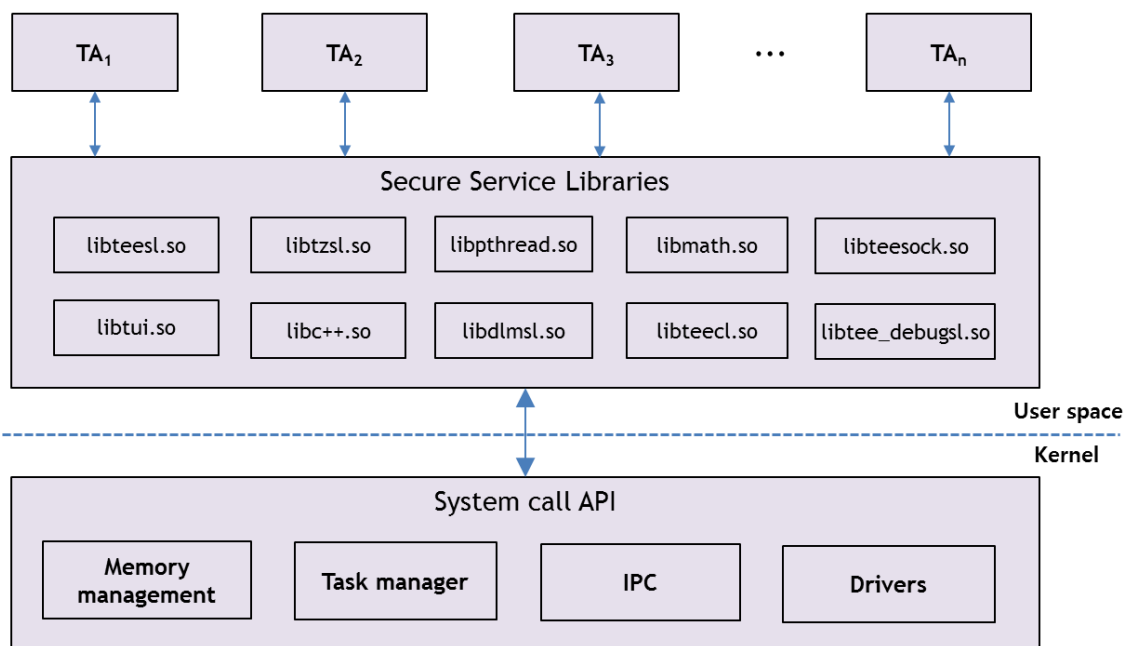 TA1 TA2 TA3 ... TAn
Secure Service Libraries
libteesl.so libtzsl.so libpthread.so libmath.so libteesock.so
libtui.so libc++.so libdlmsl.so libteecl.so libtee_debugsl.so
User space
Kernel
System call API
Memory
management
Task manager
IPC
Drivers